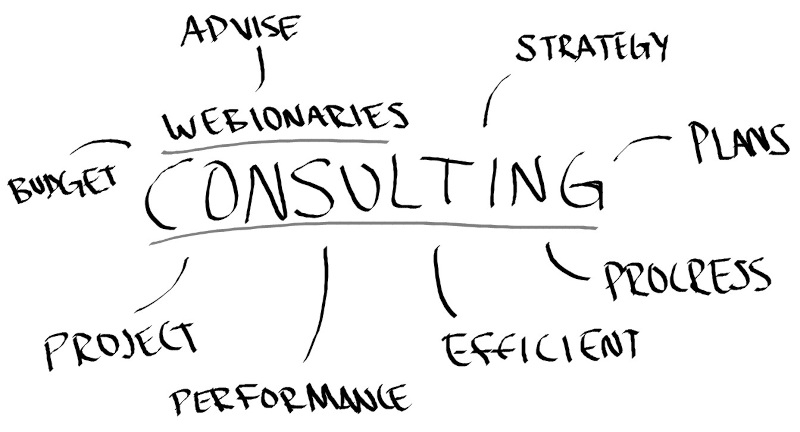 ADVISE
STRATEGY
WEBIONARIES
PLANS
BUDGET
CONSULTING
PROGRESS
PROJECT
EFFICIENT
PERFORMANCE